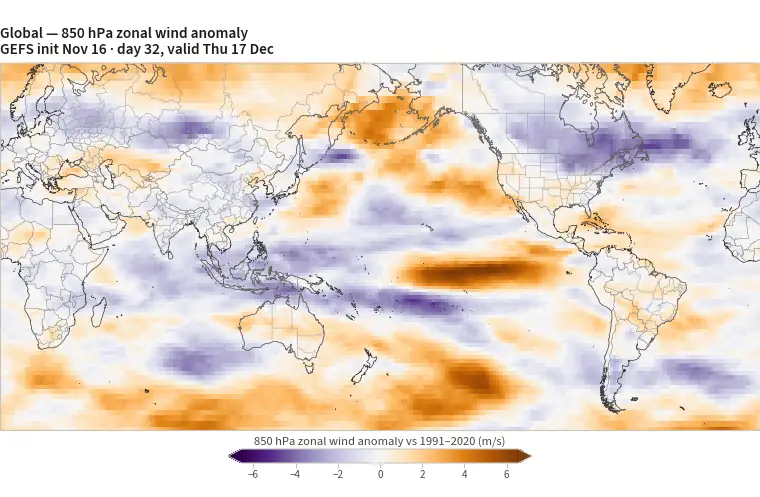 Global — 850 hPa zonal wind anomaly
GEFS init Nov 16 · day 32, valid Thu 17 Dec
850 hPa zonal wind anomaly vs 1991–2020 (m/s)
−6 −4 −2 0 2 4 6